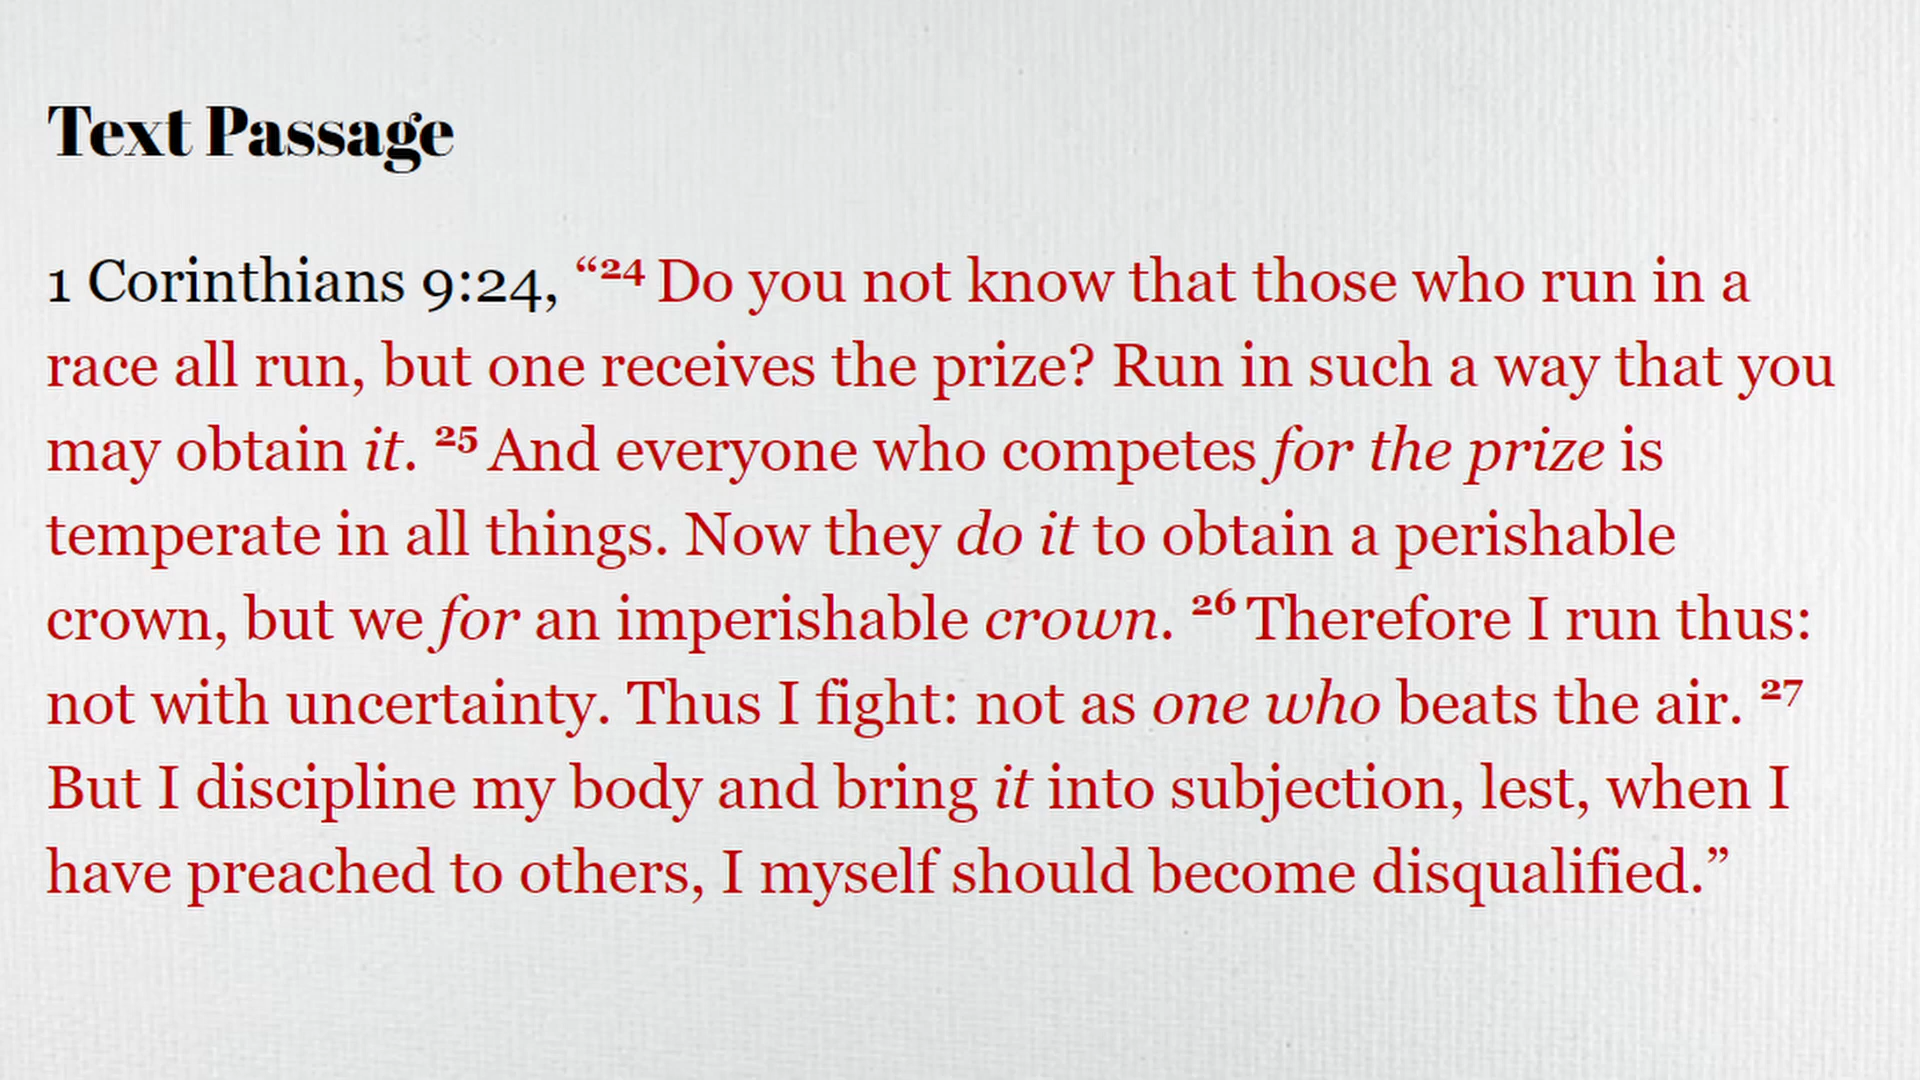 Text Passage
1 Corinthians 9:24, “24 Do you not know that those who run in a
race all run, but one receives the prize? Run in such a way that you
may obtain it. 25 And everyone who competes for the prize is
temperate in all things. Now they do it to obtain a perishable
crown, but we for an imperishable crown. 26 Therefore I run thus:
not with uncertainty. Thus I fight: not as one who beats the air. 27
But I discipline my body and bring it into subjection, lest, when I
have preached to others, I myself should become disqualified.”